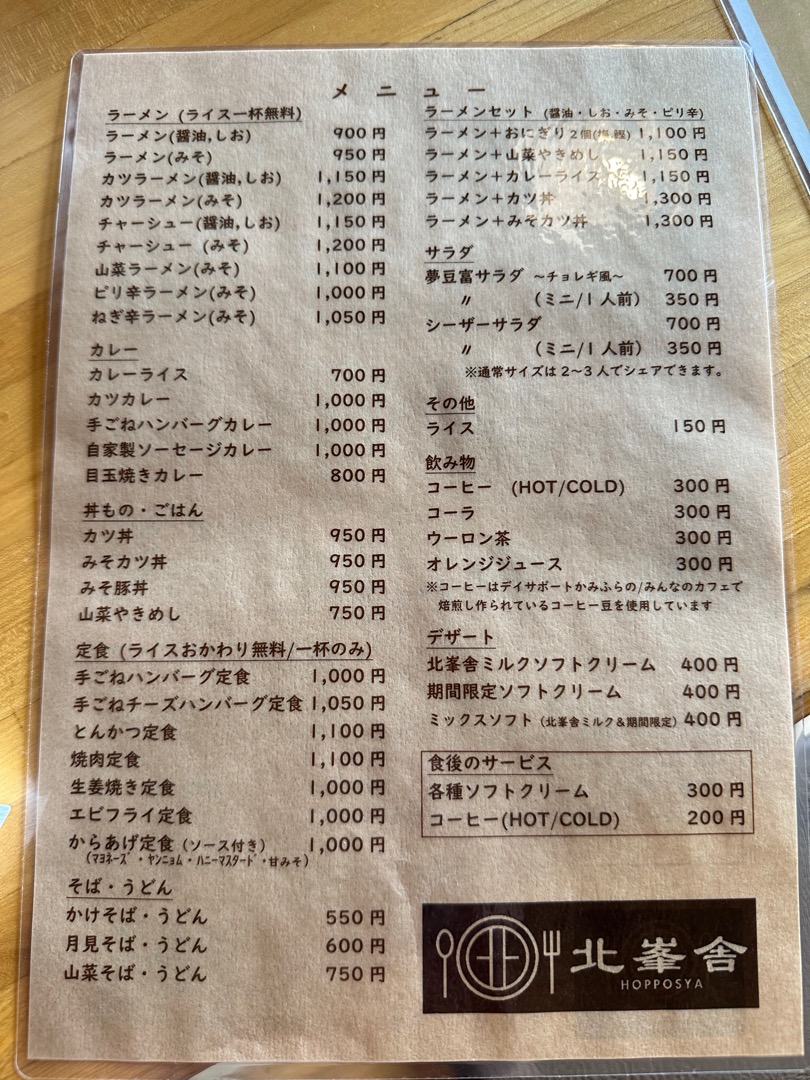 メニュー
ラーメン (ライス一杯無料)
ラーメン(醤油,しお) 900円
ラーメン(みそ) 950円
カツラーメン(醤油,しお) 1,150円
カツラーメン(みそ) 1,200円
チャーシュー(醤油,しお) 1,150円
チャーシュー (みそ) 1,200円
山菜ラーメン(みそ) 1,100円
ピリ辛ラーメン(みそ) 1,000円
ねぎ辛ラーメン(みそ) 1,050円
カレー
カレーライス 700円
カツカレー 1,000円
手ごねハンバーグカレー 1,000円
自家製ソーセージカレー 1,000円
目玉焼きカレー 800円
丼もの・ごはん
カツ丼 950円
みそカツ丼 950円
みそ豚丼 950円
山菜やきめし 750円
定食 (ライスおかわり無料/一杯のみ)
手ごねハンバーグ定食 1,000円
手ごねチーズハンバーグ定食 1,050円
とんかつ定食 1,100円
焼肉定食 1,100円
生姜焼き定食 1,000円
エビフライ定食 1,000円
からあげ定食 (ソース付き) 1,000円
(マヨネーズ・ヤンニョム・ハニーマスタード・甘みそ)
そば・うどん
かけそば・うどん 550円
月見そば・うどん 600円
山菜そば・うどん 750円
ラーメンセット (醤油・しお・みそ・ピリ辛)
ラーメン+おにぎり2個(梅,鰹) 1,100円
ラーメン+山菜やきめし 1,150円
ラーメン+カレーライス 1,150円
ラーメン+カツ丼 1,300円
ラーメン+みそカツ丼 1,300円
サラダ
夢豆富サラダ ～チョレギ風～ 700円
〃 (ミニ/1人前) 350円
シーザーサラダ 700円
〃 (ミニ/1人前) 350円
※通常サイズは2～3人でシェアできます。
その他
ライス 150円
飲み物
コーヒー (HOT/COLD) 300円
コーラ 300円
ウーロン茶 300円
オレンジジュース 300円
※コーヒーはデイサポートかみふらの/みんなのカフェで
焙煎し作られているコーヒー豆を使用しています
デザート
北峯舎ミルクソフトクリーム 400円
期間限定ソフトクリーム 400円
ミックスソフト (北峯舎ミルク&期間限定) 400円
食後のサービス
各種ソフトクリーム 300円
コーヒー(HOT/COLD) 200円
北峯舎
HOPPOSYA